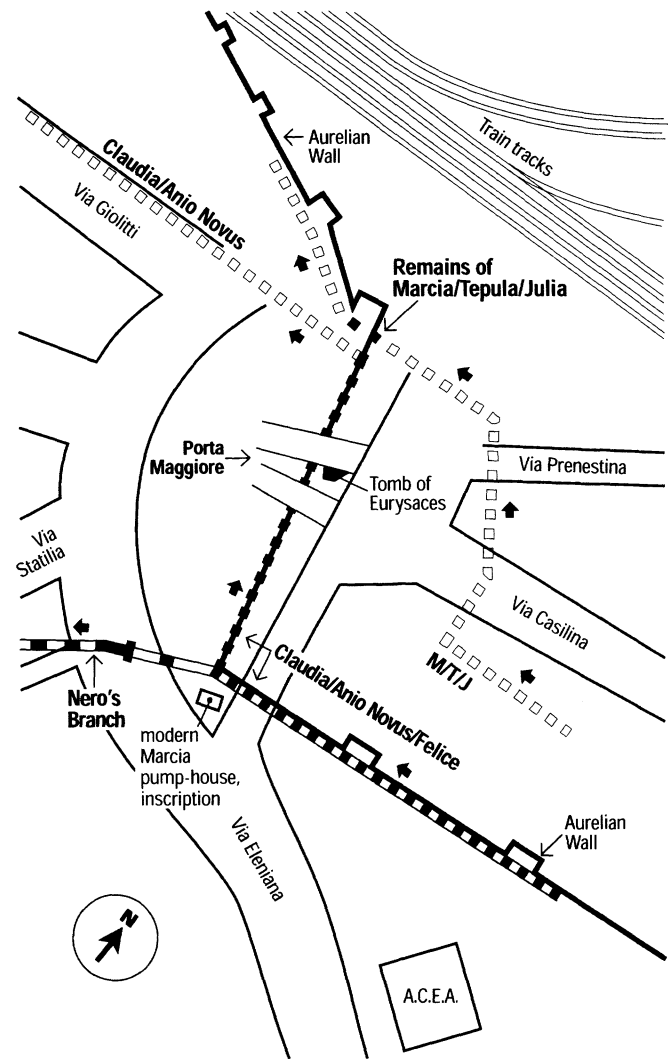 Aurelian
Wall
Train tracks
Claudia/Anio Novus
Via Giolitti
Remains of
Marcia/Tepula/Julia
Porta
Maggiore
Tomb of
Eurysaces
Via Prenestina
Via
Statilia
Via Casilina
M/T/J
Claudia/Anio Novus/Felice
Nero's
Branch
modern
Marcia
pump-house,
inscription
Via Eleniana
Aurelian
Wall
N
A.C.E.A.